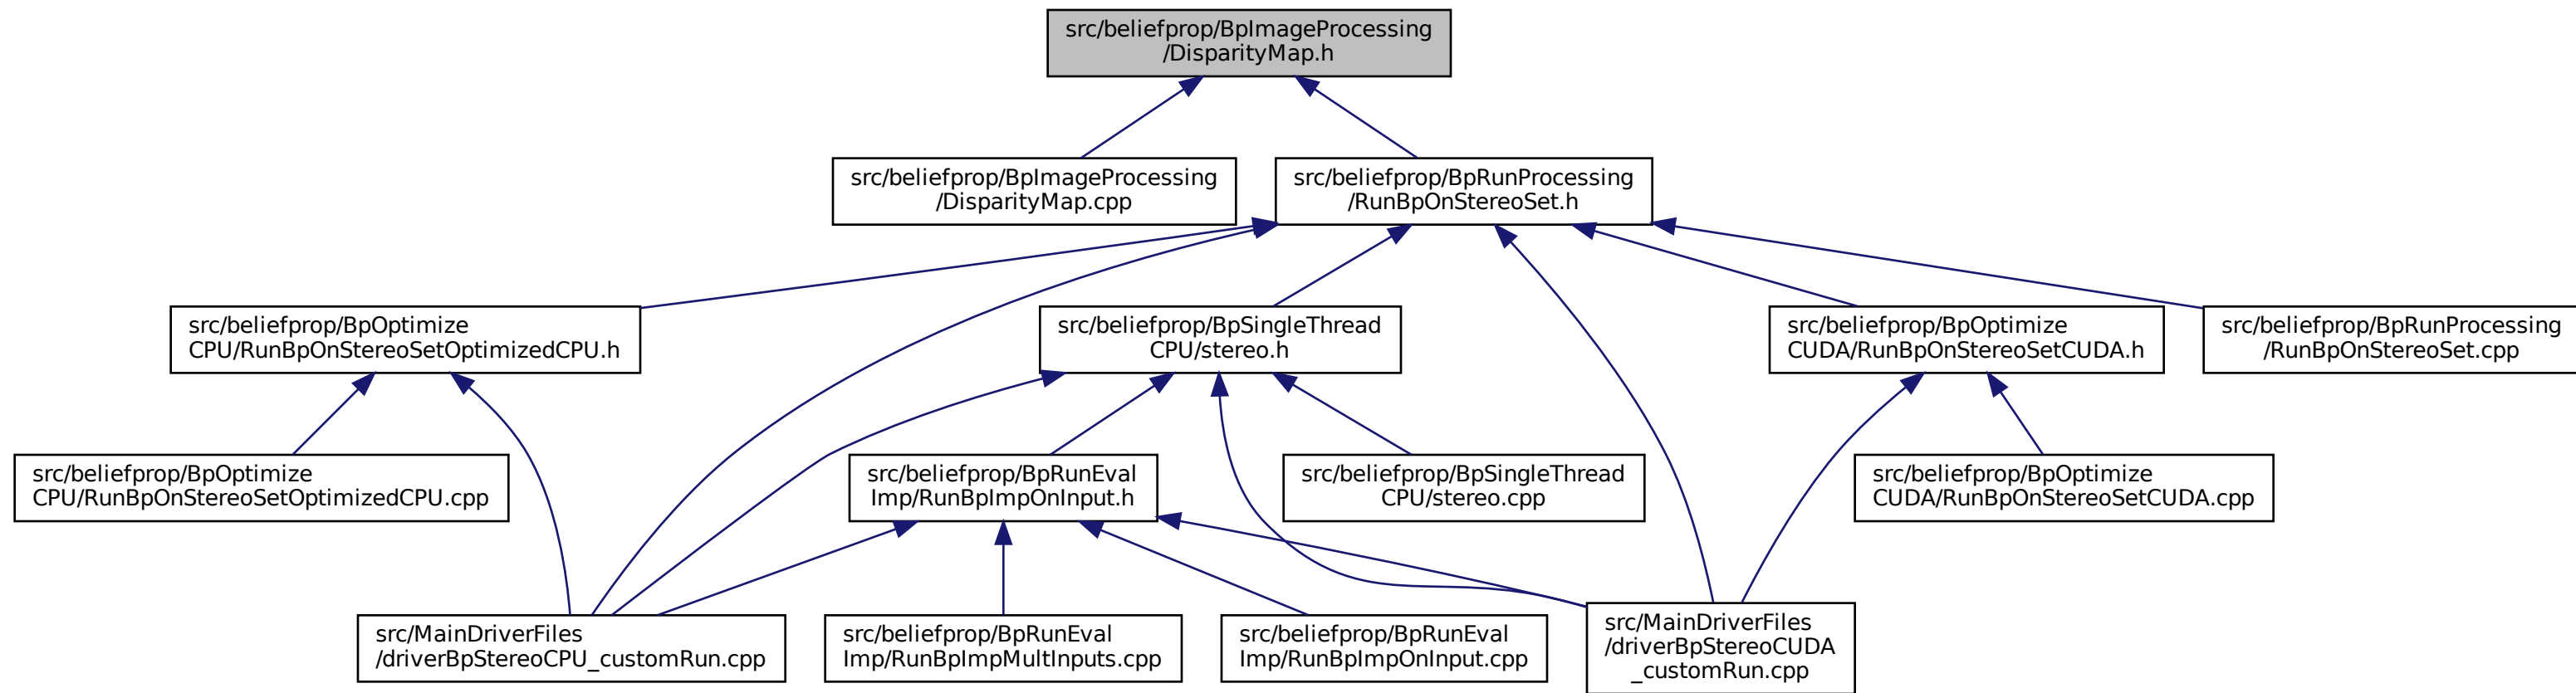 src/beliefprop/BpImageProcessing
/DisparityMap.h
src/beliefprop/BpImageProcessing
/DisparityMap.cpp
src/beliefprop/BpRunProcessing
/RunBpOnStereoSet.h
src/beliefprop/BpOptimize
CPU/RunBpOnStereoSetOptimizedCPU.h
src/beliefprop/BpSingleThread
CPU/stereo.h
src/beliefprop/BpOptimize
CUDA/RunBpOnStereoSetCUDA.h
src/beliefprop/BpRunProcessing
/RunBpOnStereoSet.cpp
src/beliefprop/BpOptimize
CPU/RunBpOnStereoSetOptimizedCPU.cpp
src/beliefprop/BpRunEval
Imp/RunBpImpOnInput.h
src/beliefprop/BpSingleThread
CPU/stereo.cpp
src/beliefprop/BpOptimize
CUDA/RunBpOnStereoSetCUDA.cpp
src/MainDriverFiles
/driverBpStereoCPU_customRun.cpp
src/beliefprop/BpRunEval
Imp/RunBpImpMultInputs.cpp
src/beliefprop/BpRunEval
Imp/RunBpImpOnInput.cpp
src/MainDriverFiles
/driverBpStereoCUDA
_customRun.cpp